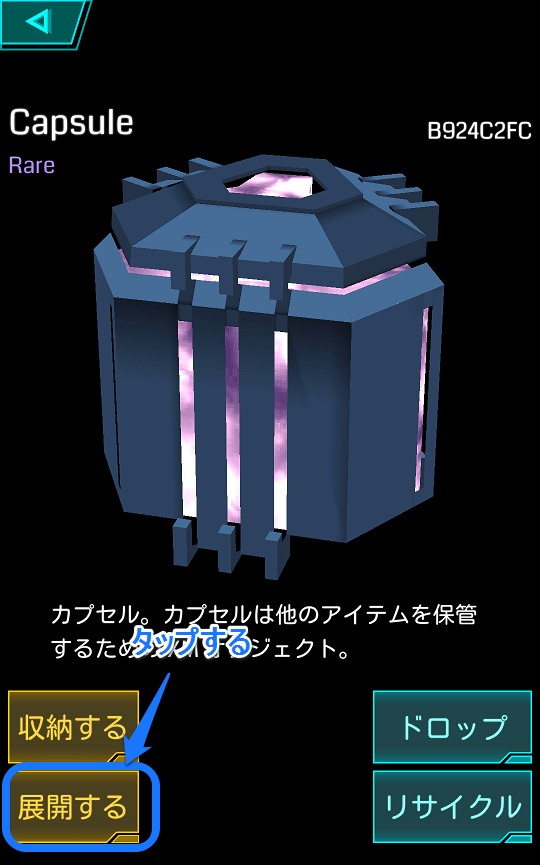 Capsule
B924C2FC
Rare
カプセル。カプセルは他のアイテムを保管
するため ジェクト。
タップする
収納する
ドロップ
展開する
リサイクル